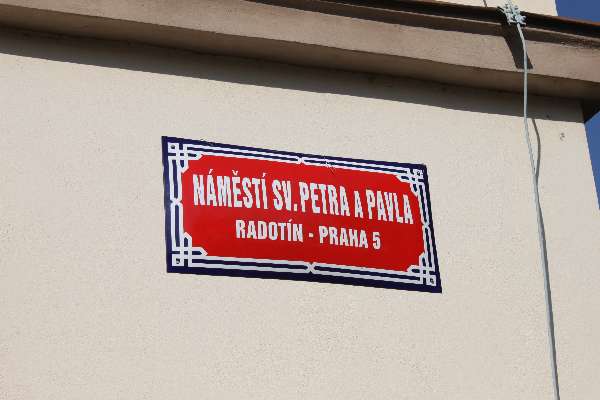 NÁMĚSTÍ SV. PETRA A PAVLA
RADOTÍN - PRAHA 5